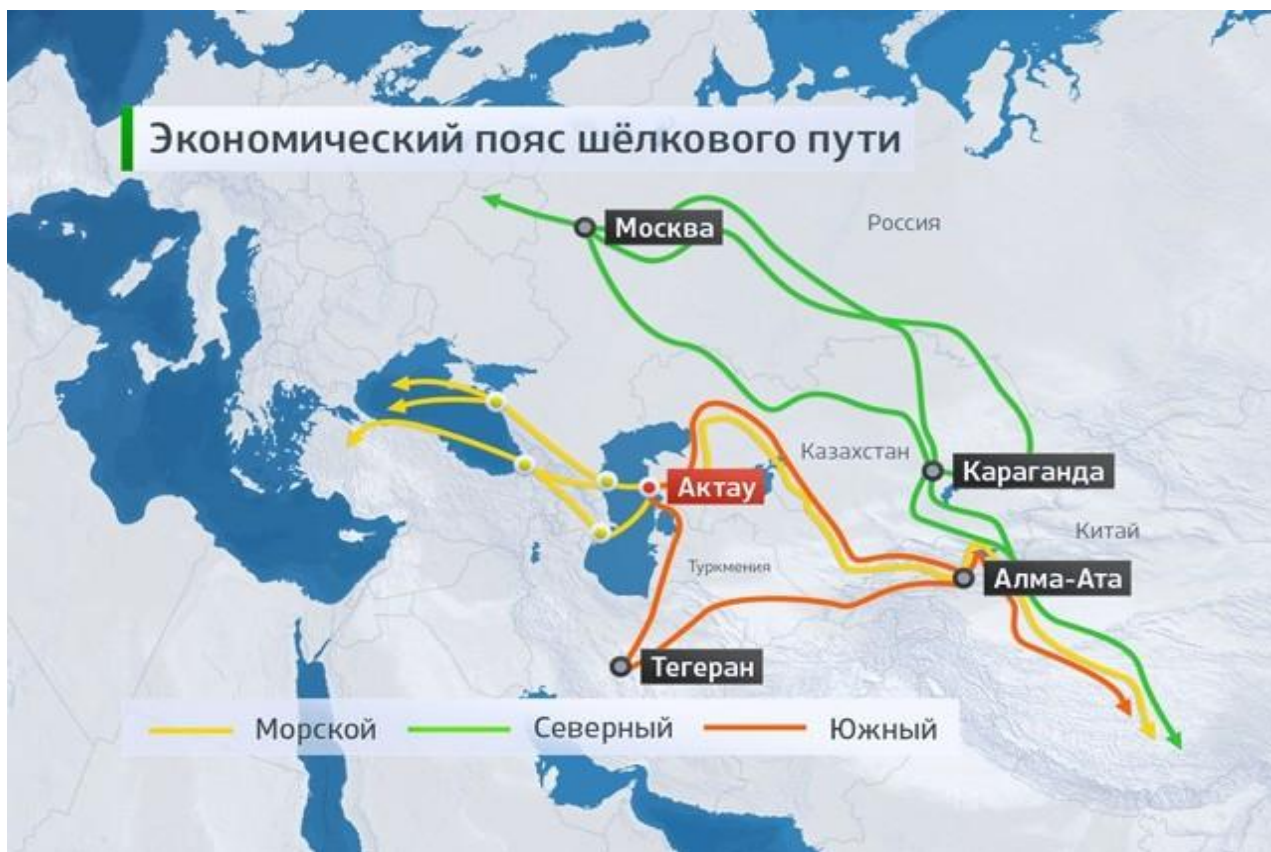 Экономический пояс шёлкового пути
Москва
Россия
Казахстан
Караганда
Актау
Китай
Туркмения
Алма-Ата
Тегеран
Морской
Северный
Южный